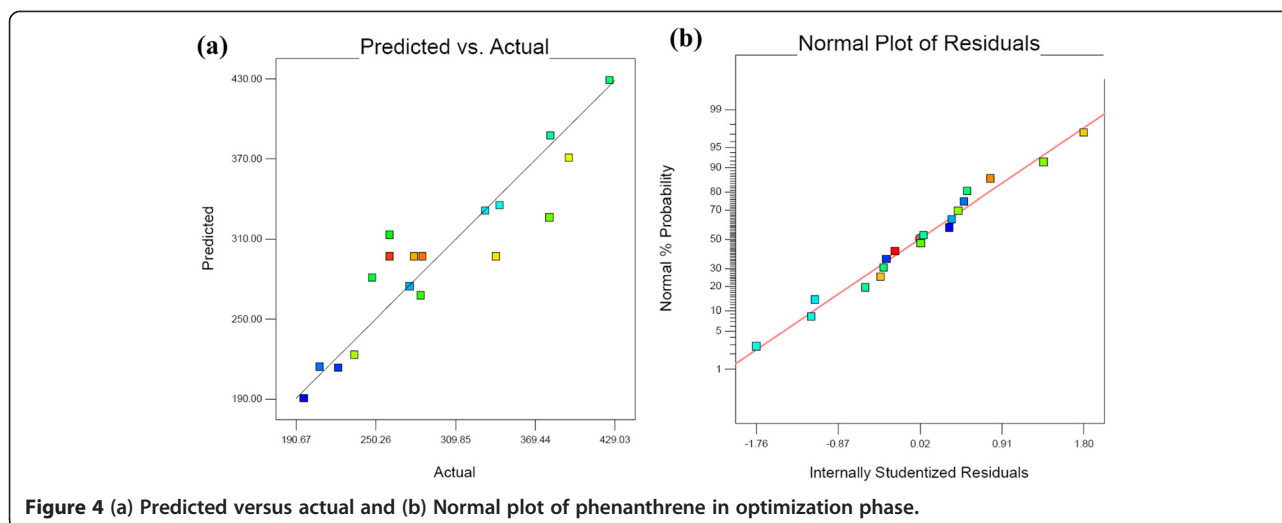 (a)
Predicted vs. Actual
430.00
370.00
310.00
250.00
190.00
Predicted
190.67 250.26 309.85 369.44 429.03
Actual
(b)
Normal Plot of Residuals
99
95
90
80
70
50
30
20
10
5
1
Normal % Probability
-1.76 -0.87 0.02 0.91 1.80
Internally Studentized Residuals
Figure 4 (a) Predicted versus actual and (b) Normal plot of phenanthrene in optimization phase.